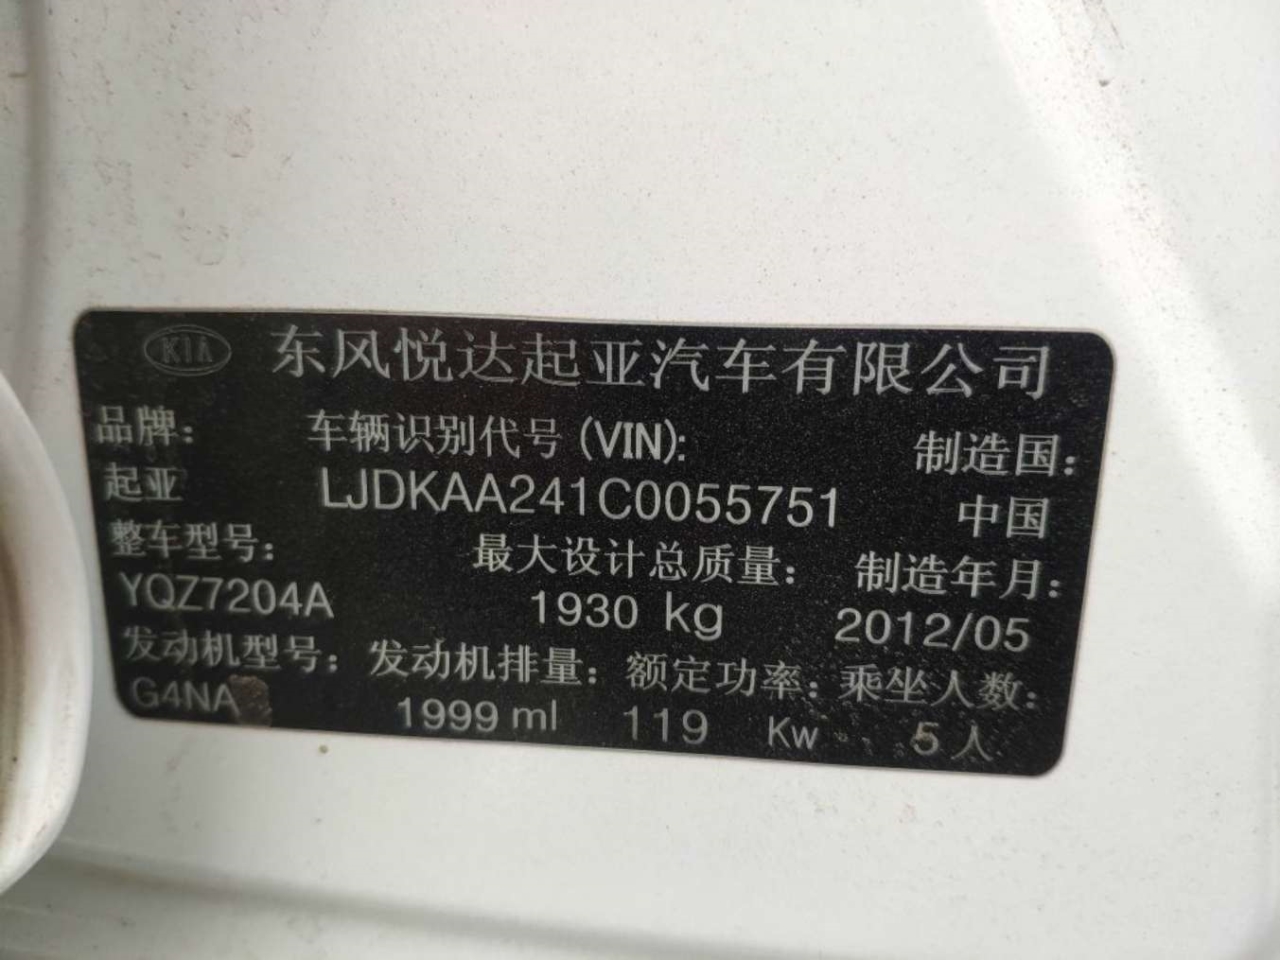 KIA 东风悦达起亚汽车有限公司
品牌: 车辆识别代号 (VIN): 制造国:
起亚 LJDKAA241C0055751 中国
整车型号: 最大设计总质量: 制造年月:
YQZ7204A 1930 kg 2012/05
发动机型号: 发动机排量: 额定功率: 乘坐人数:
G4NA 1999 ml 119 Kw 5 人